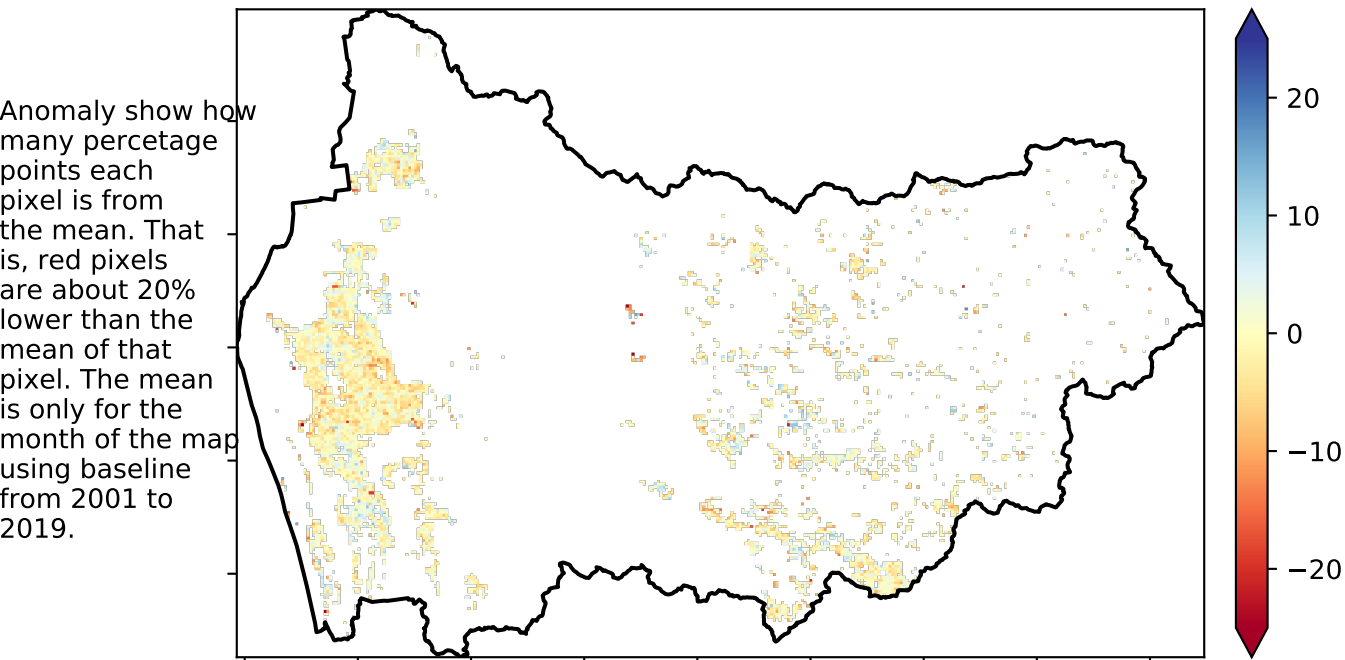 Anomaly show how
many percetage
points each
pixel is from
the mean. That
is, red pixels
are about 20%
lower than the
mean of that
pixel. The mean
is only for the
month of the map
using baseline
from 2001 to
2019.
20
10
0
−10
−20